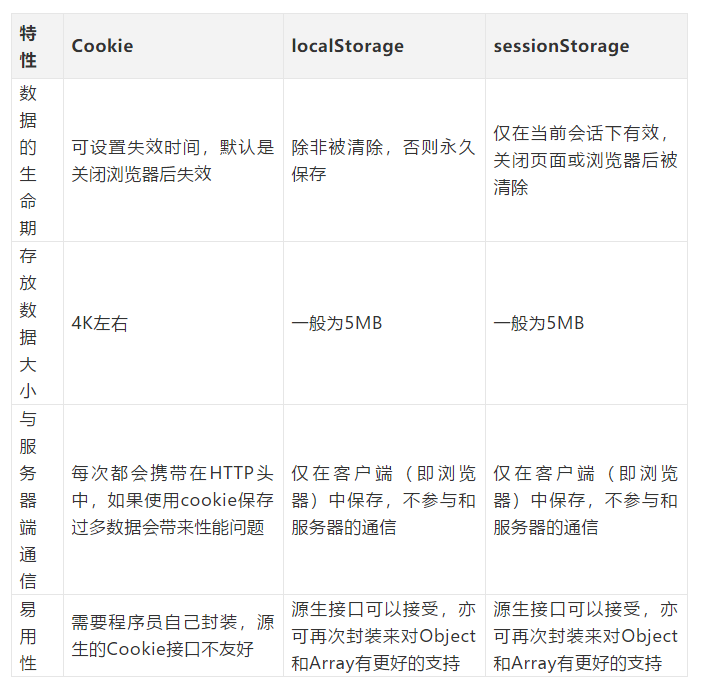 特
性
Cookie
localStorage
sessionStorage
数
据
的
生
命
期
可设置失效时间，默认是
关闭浏览器后失效
除非被清除，否则永久
保存
仅在当前会话下有效，
关闭页面或浏览器后被
清除
存
放
数
据
大
小
4K左右
一般为5MB
一般为5MB
与
服
务
器
端
通
信
每次都会携带在HTTP头
中，如果使用cookie保存
过多数据会带来性能问题
仅在客户端（即浏览
器）中保存，不参与和
服务器的通信
仅在客户端（即浏览
器）中保存，不参与和
服务器的通信
易
用
性
需要程序员自己封装，源
生的Cookie接口不友好
源生接口可以接受，亦
可再次封装来对Object
和Array有更好的支持
源生接口可以接受，亦
可再次封装来对Object
和Array有更好的支持